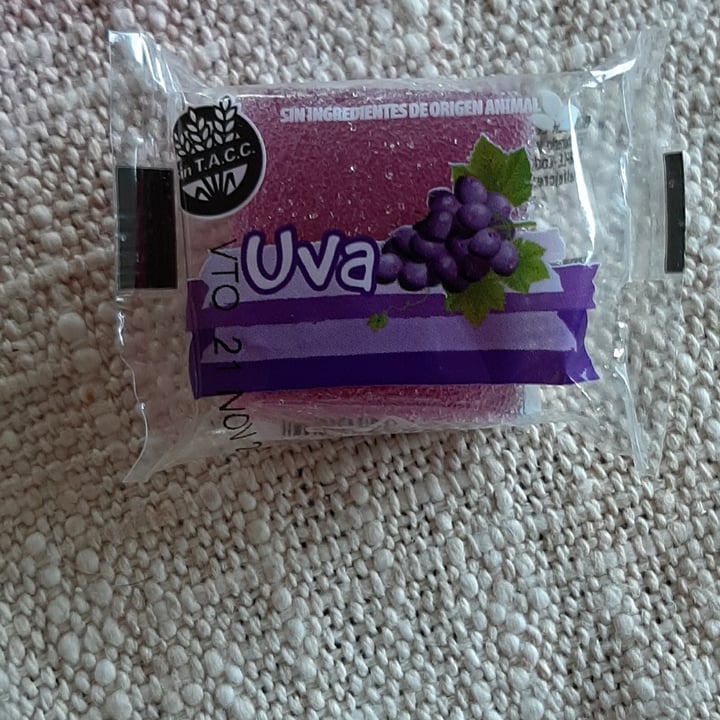 SIN INGREDIENTES DE ORIGEN ANIMAL
Sin T.A.C.C.
Uva
VTO 21 NOV